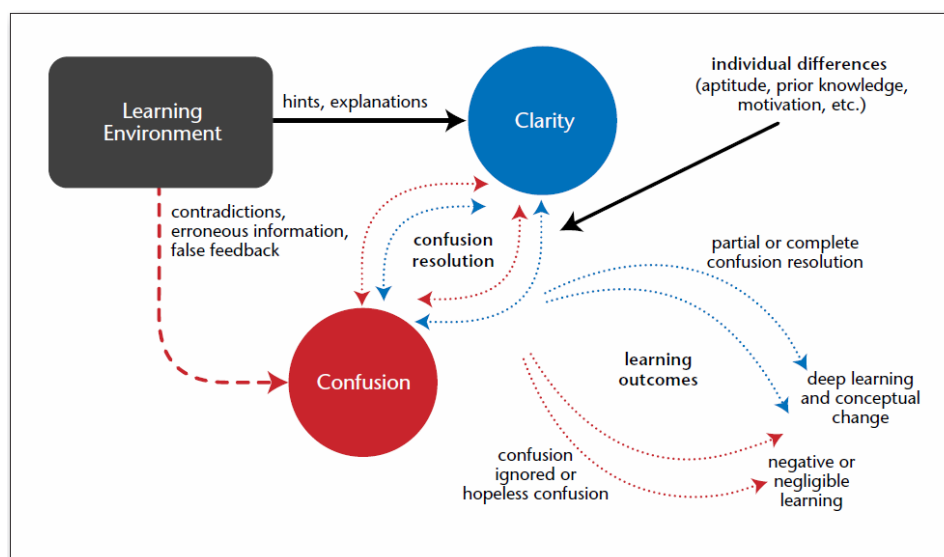 Learning
Environment
hints, explanations
Clarity
individual differences
(aptitude, prior knowledge,
motivation, etc.)
contradictions,
erroneous information,
false feedback
confusion
resolution
partial or complete
confusion resolution
Confusion
learning
outcomes
deep learning
and conceptual
change
confusion
ignored or
hopeless confusion
negative or
negligible
learning